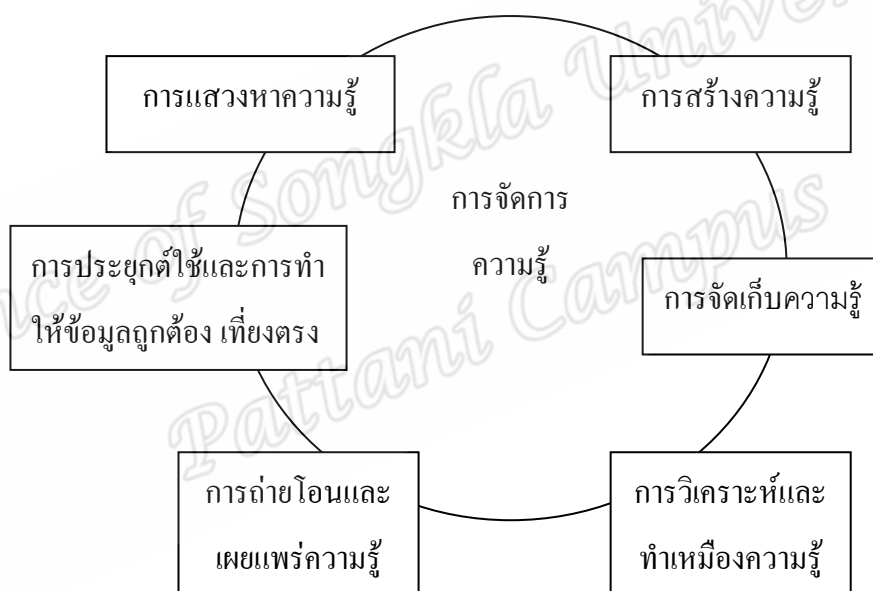 การแสวงหาความรู้
การสร้างความรู้
การจัดการ
ความรู้
การประยุกต์ใช้และการทำ
ให้ข้อมูลถูกต้อง เที่ยงตรง
การจัดเก็บความรู้
การถ่ายโอนและ
เผยแพร่ความรู้
การวิเคราะห์และ
ทำเหมืองความรู้
nce of Songkla Univer
Pattani Campus